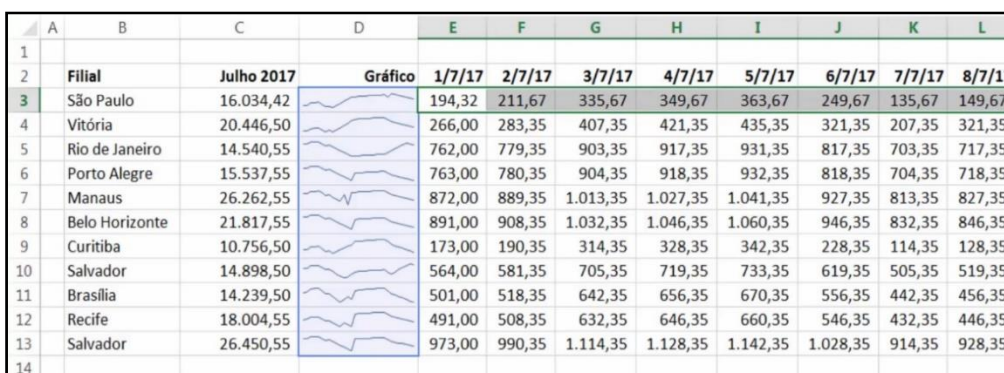 A B C D E F G H I J K L
1
2 Filial Julho 2017 Gráfico 1/7/17 2/7/17 3/7/17 4/7/17 5/7/17 6/7/17 7/7/17 8/7/1
3 São Paulo 16.034,42 194,32 211,67 335,67 349,67 363,67 249,67 135,67 149,67
4 Vitória 20.446,50 266,00 283,35 407,35 421,35 435,35 321,35 207,35 321,35
5 Rio de Janeiro 14.540,55 762,00 779,35 903,35 917,35 931,35 817,35 703,35 717,35
6 Porto Alegre 15.537,55 763,00 780,35 904,35 918,35 932,35 818,35 704,35 718,35
7 Manaus 26.262,55 872,00 889,35 1.013,35 1.027,35 1.041,35 927,35 813,35 827,35
8 Belo Horizonte 21.817,55 891,00 908,35 1.032,35 1.046,35 1.060,35 946,35 832,35 846,35
9 Curitiba 10.756,50 173,00 190,35 314,35 328,35 342,35 228,35 114,35 128,35
10 Salvador 14.898,50 564,00 581,35 705,35 719,35 733,35 619,35 505,35 519,35
11 Brasília 14.239,50 501,00 518,35 642,35 656,35 670,35 556,35 442,35 456,35
12 Recife 18.004,55 491,00 508,35 632,35 646,35 660,35 546,35 432,35 446,35
13 Salvador 26.450,55 973,00 990,35 1.114,35 1.128,35 1.142,35 1.028,35 914,35 928,35
14